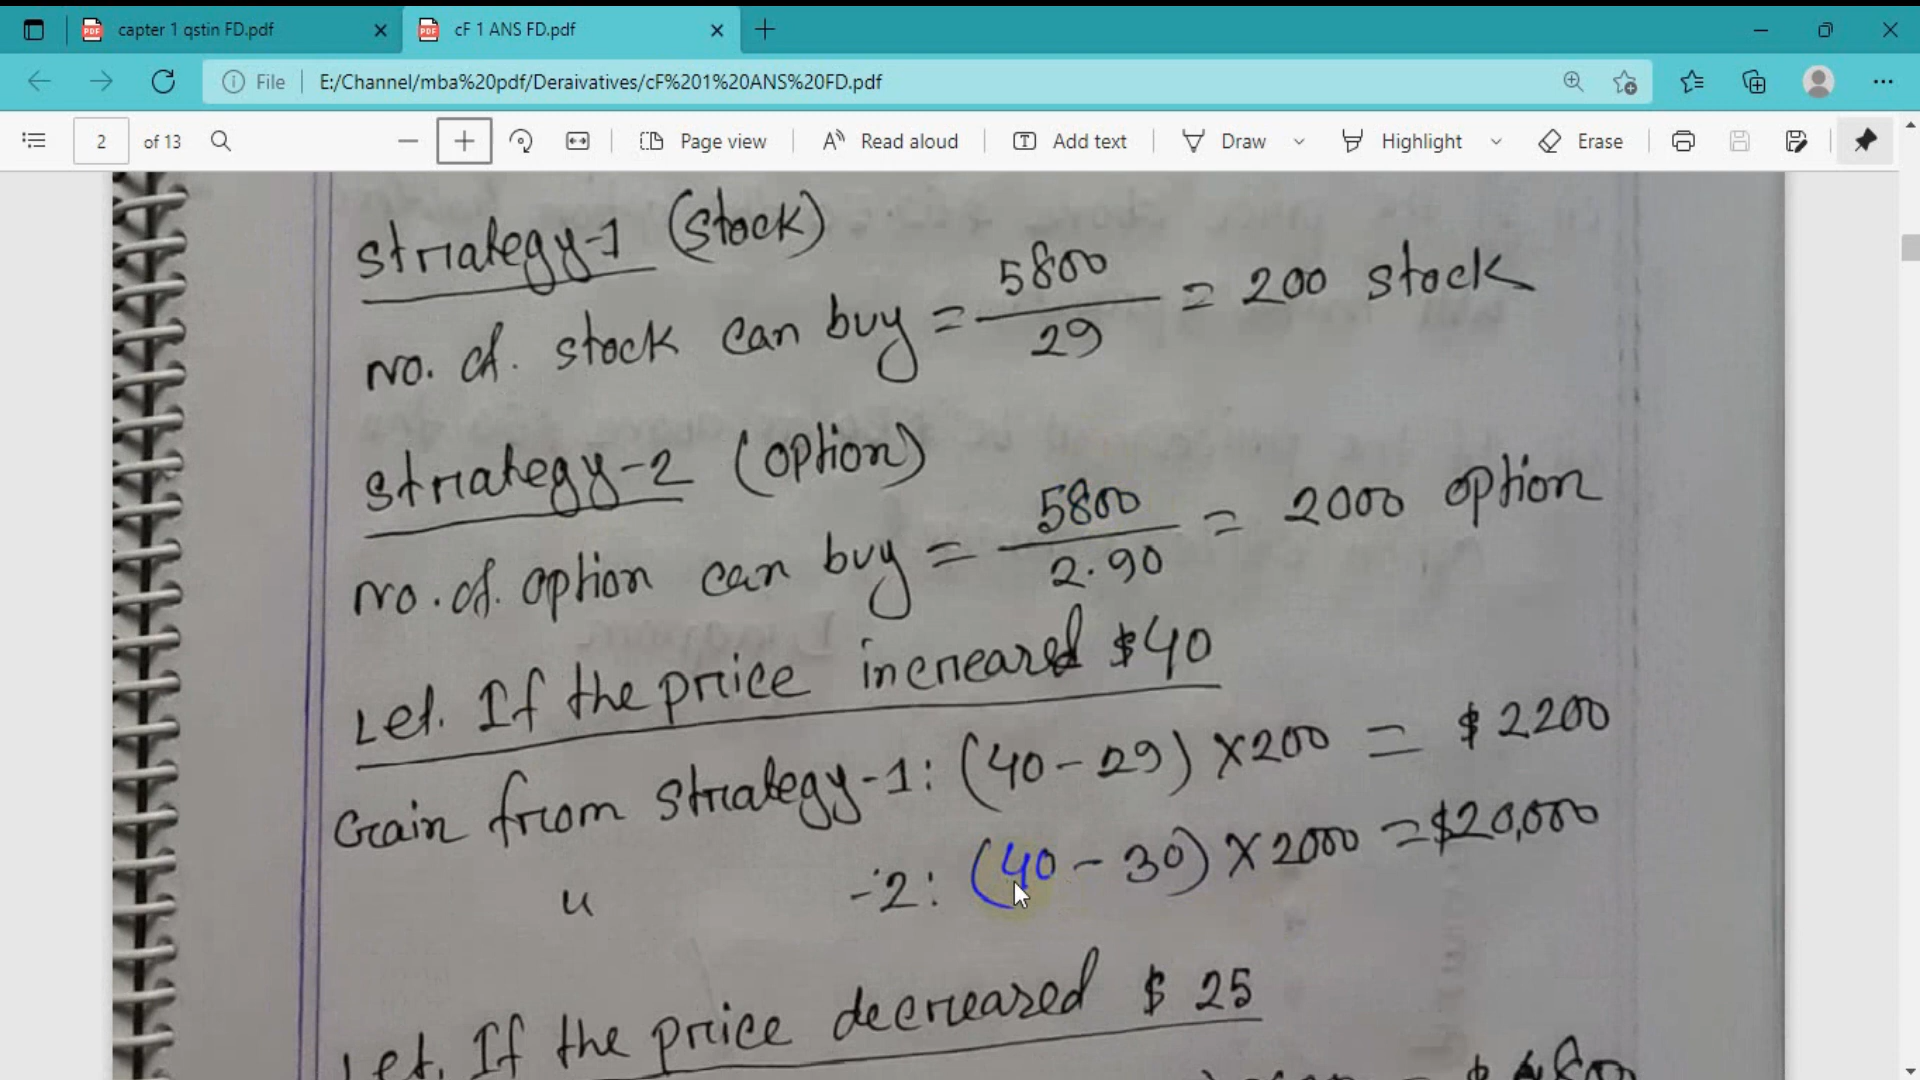 capter 1 qstin FD.pdf
cF 1 ANS FD.pdf
File
E:/Channel/mba%20pdf/Deraivatives/cF%201%20ANS%20FD.pdf
2 of 13
Page view
Read aloud
Add text
Draw
Highlight
Erase
Strategy-1 (stock)
No. of. stock can buy = 5800/29 = 200 stock
Strategy-2 (option)
No. of. option can buy = 5800/2.90 = 2000 option
Let. If the price increared $40
Gain from strategy-1: (40-29) X200 = $2200
" -2: (40-30) X2000 = $20,000
Let. If the price decreared $ 25